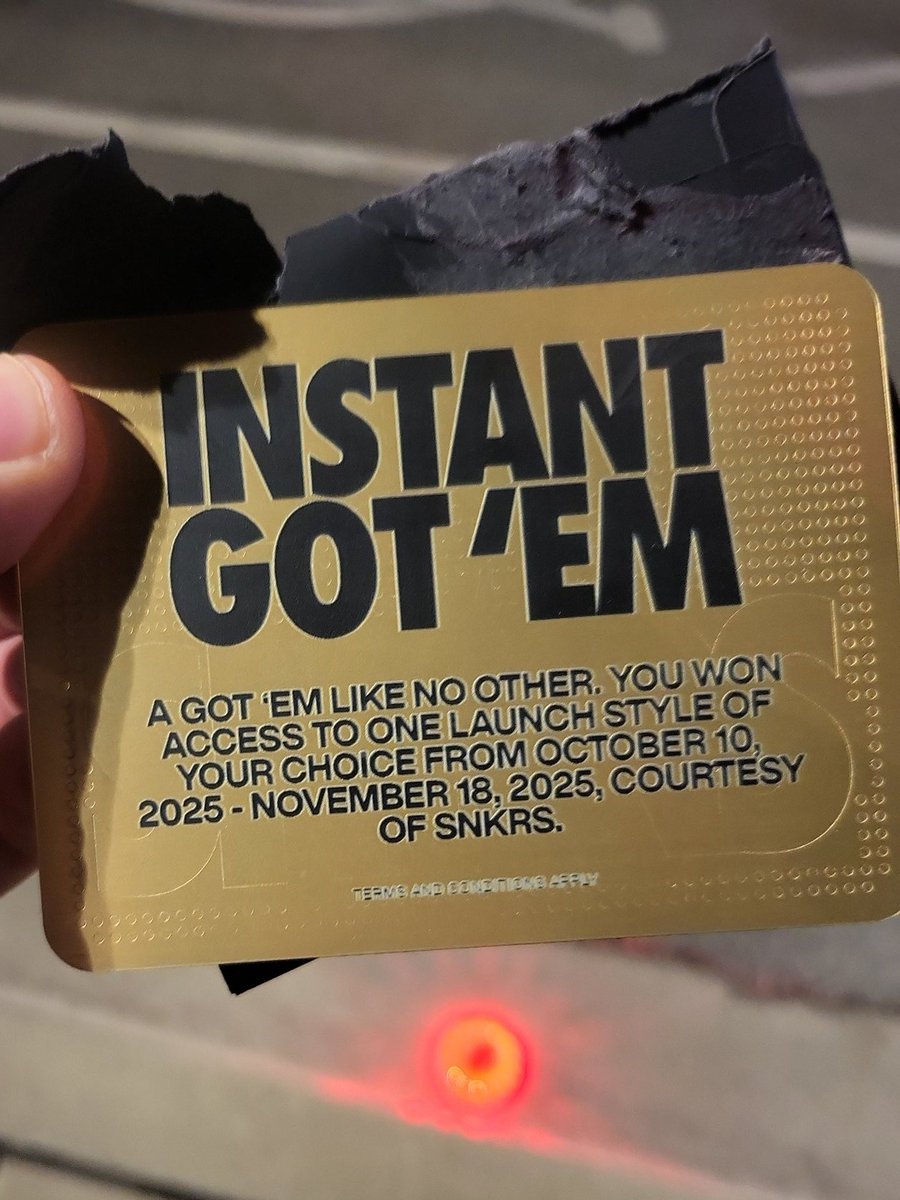 INSTANT
GOT 'EM
A GOT 'EM LIKE NO OTHER. YOU WON
ACCESS TO ONE LAUNCH STYLE OF
YOUR CHOICE FROM OCTOBER 10,
2025 - NOVEMBER 18, 2025, COURTESY
OF SNKRS.
TERMS AND CONDITIONS APPLY